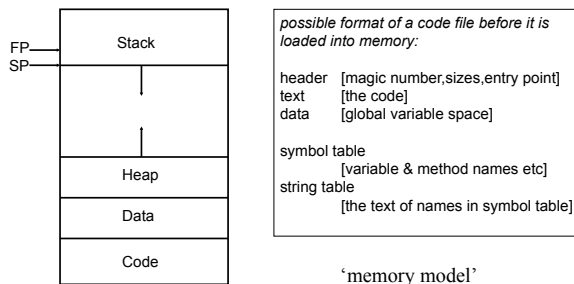 FP
SP
Stack
Heap
Data
Code
possible format of a code file before it is
loaded into memory:
header [magic number,sizes,entry point]
text [the code]
data [global variable space]
symbol table
[variable & method names etc]
string table
[the text of names in symbol table]
‘memory model’